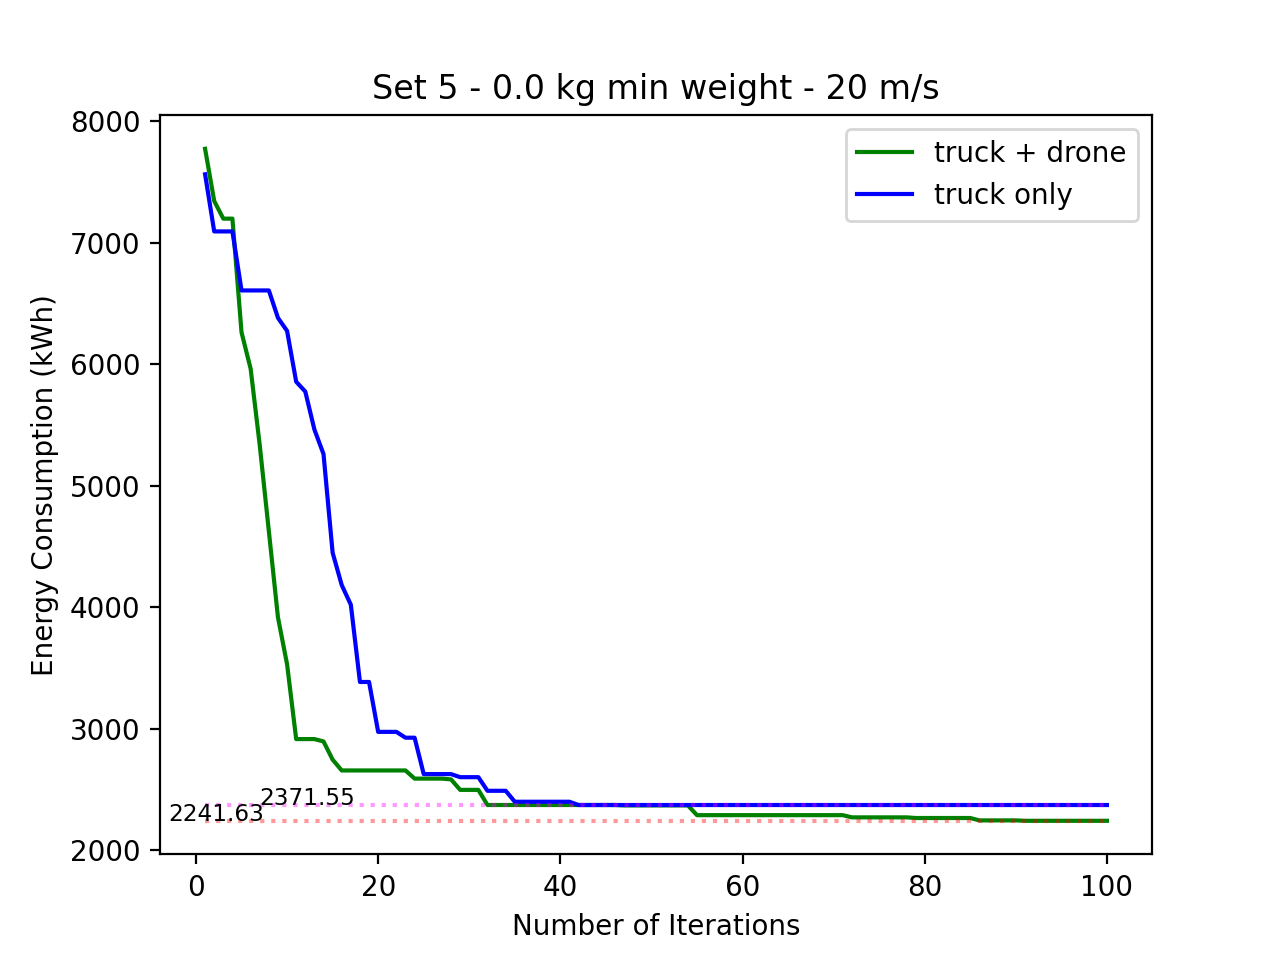 Set 5 - 0.0 kg min weight - 20 m/s
8000
7000
6000
5000
4000
3000
2000
Energy Consumption (kWh)
truck + drone
truck only
2371.55
2241.63
0 20 40 60 80 100
Number of Iterations